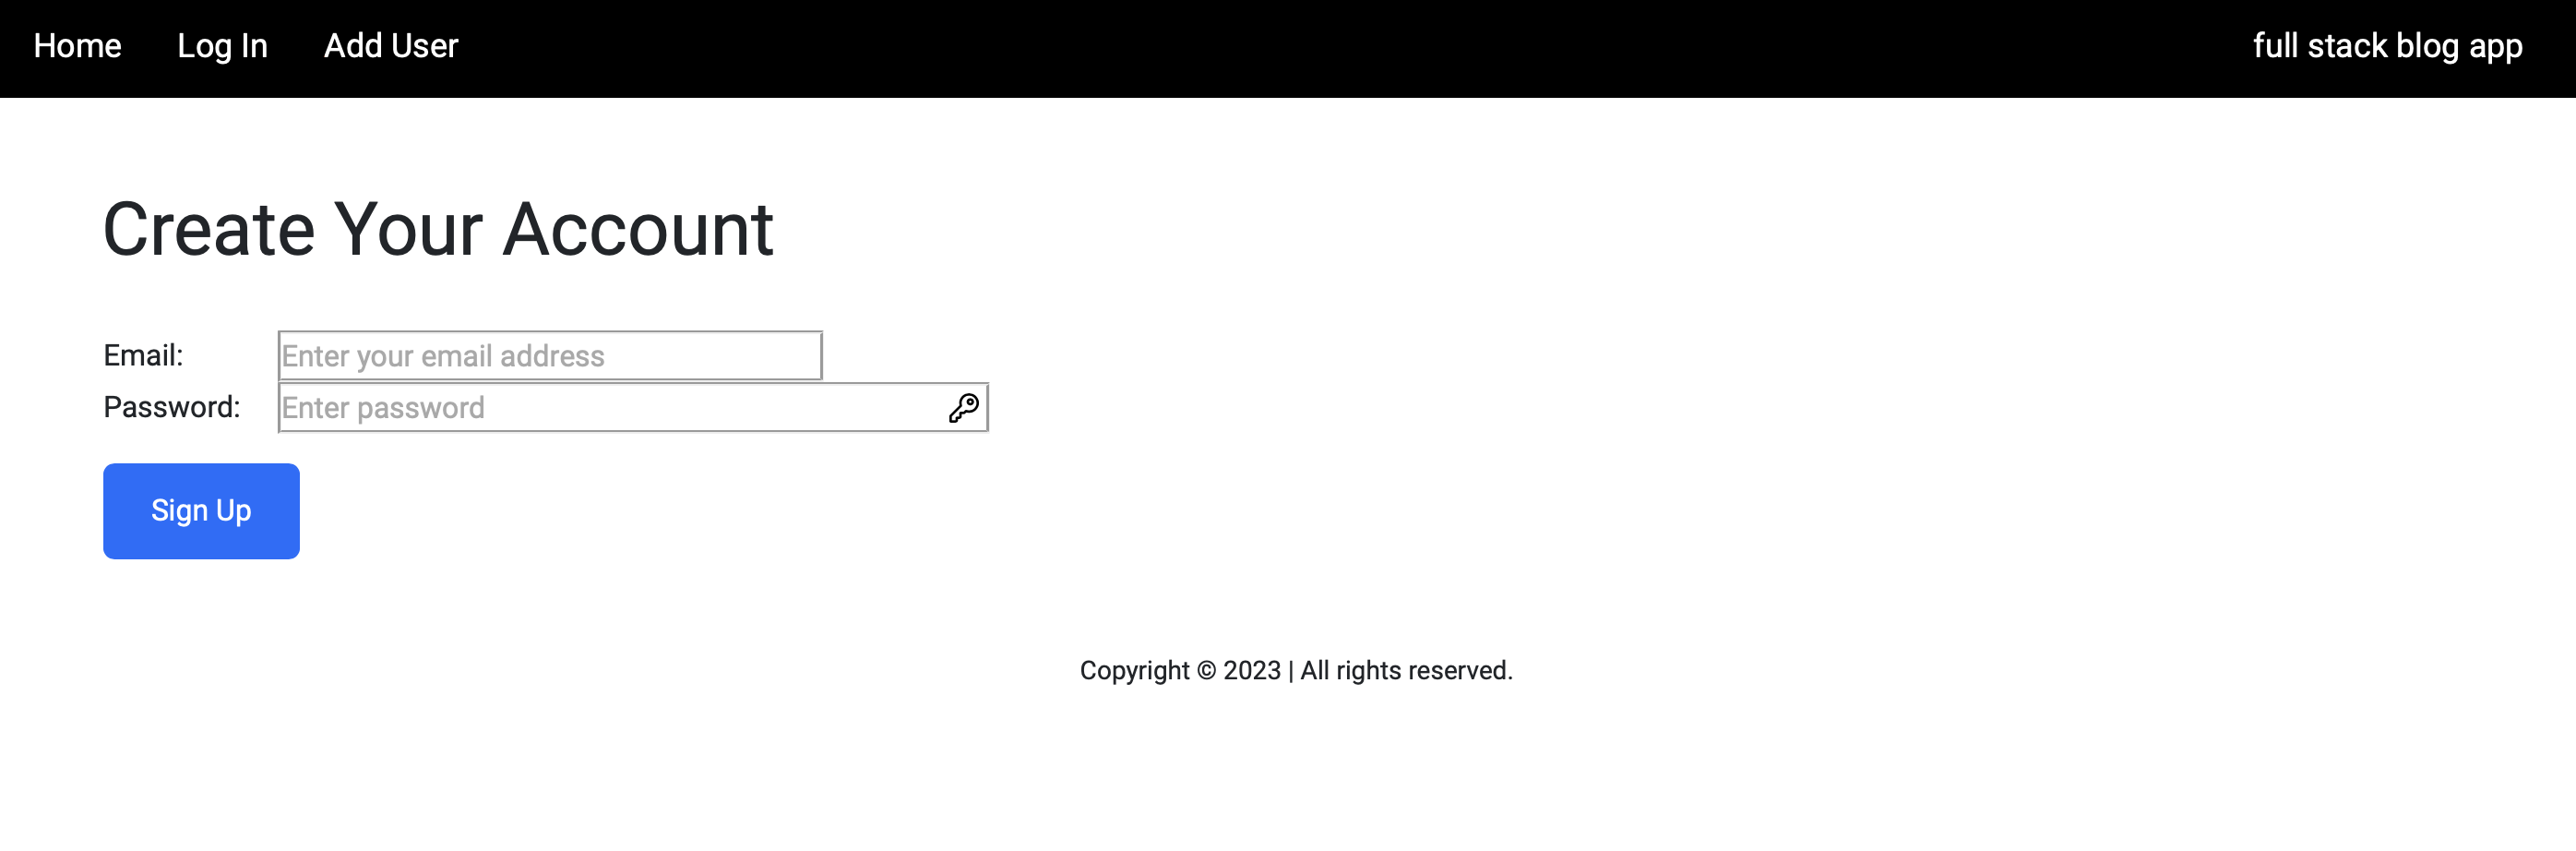 Home Log In Add User full stack blog app
Create Your Account
Email: Enter your email address
Password: Enter password
Sign Up
Copyright © 2023 | All rights reserved.